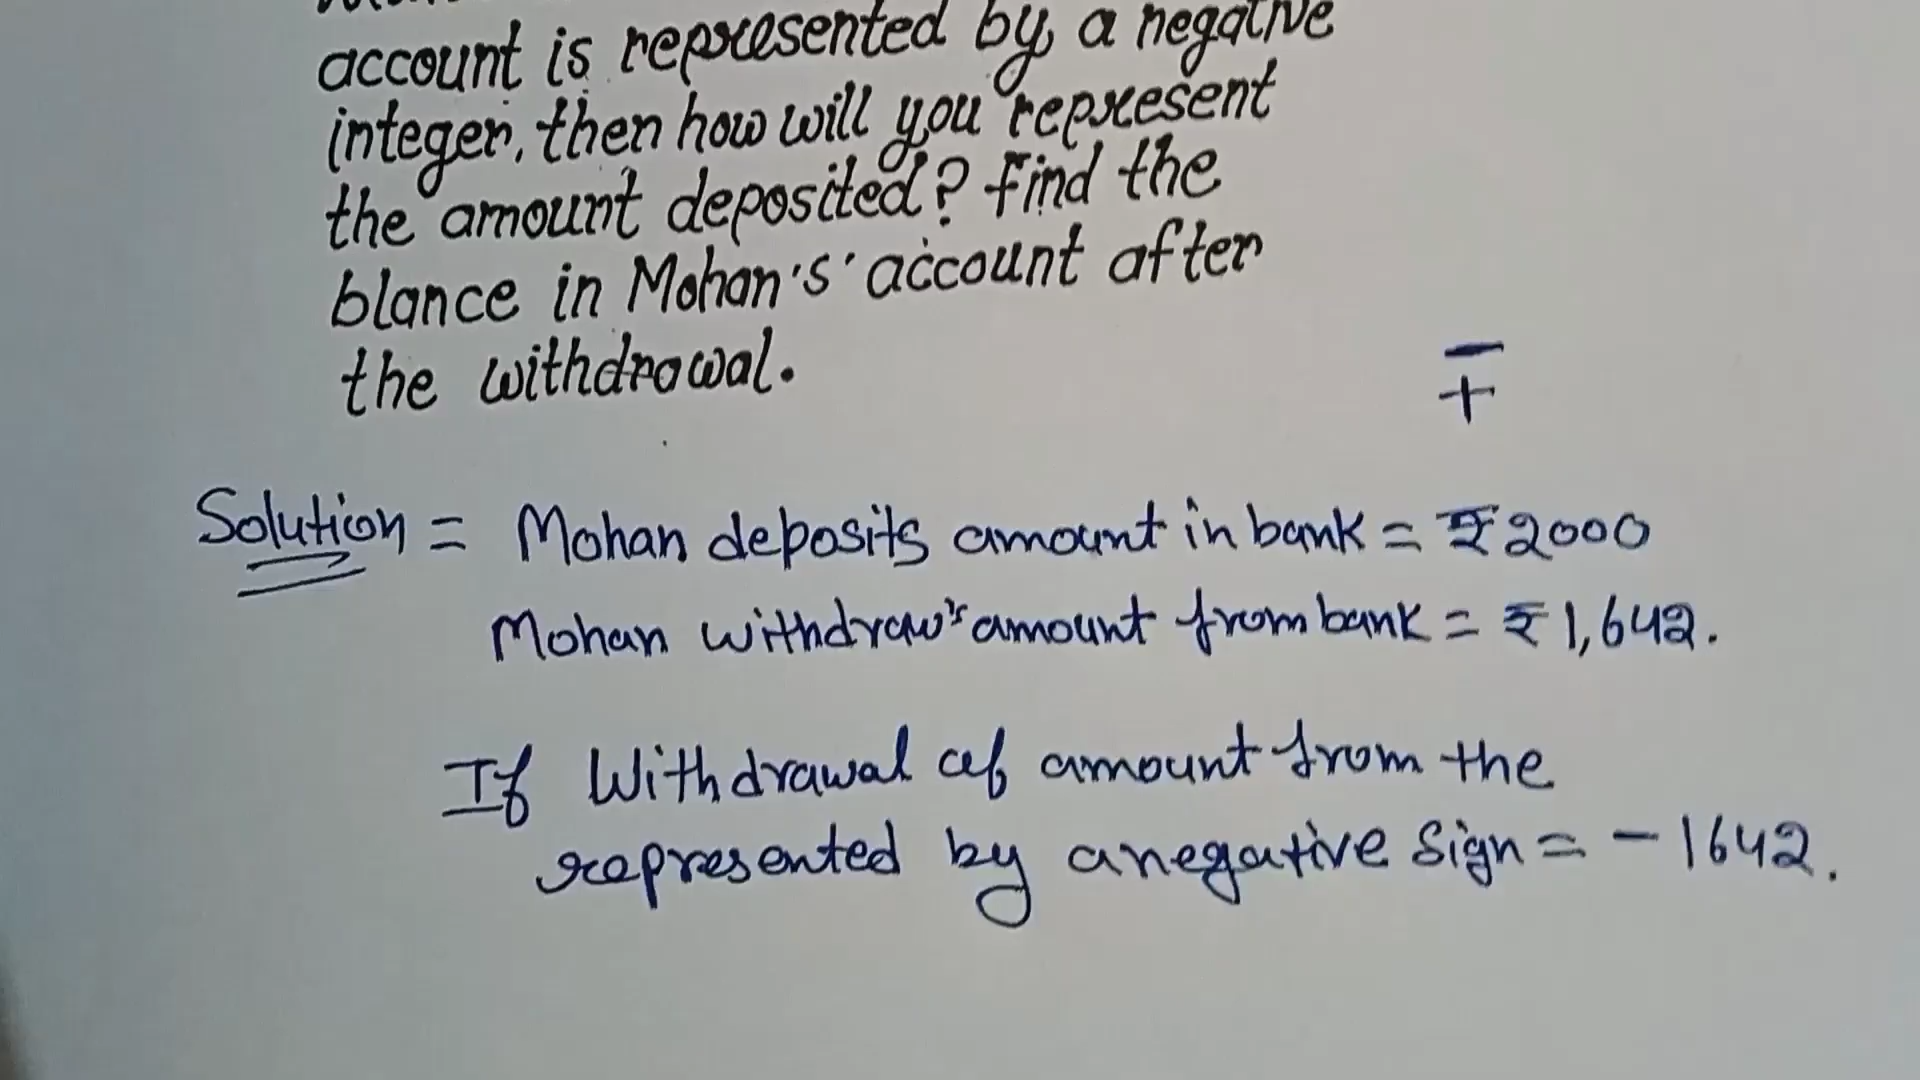 account is represented by a negative
integer, then how will you represent
the amount deposited? find the
blance in Mohan's' account after
the withdrawal.
−
+
Solution = Mohan deposits amount in bank = ₹2000
Mohan withdraw's amount from bank = ₹1,642.
If Withdrawal of amount from the
represented by a negative sign = - 1642.